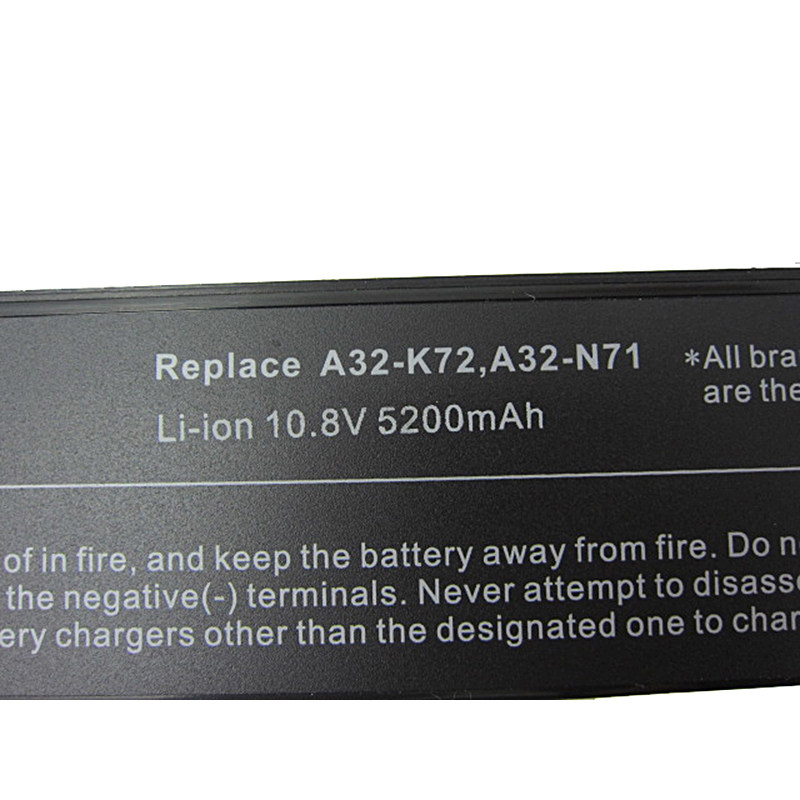 Replace A32-K72,A32-N71
Li-ion 10.8V 5200mAh
*All bra
are the
of in fire, and keep the battery away from fire. Do n
the negative(-) terminals. Never attempt to disass
ery chargers other than the designated one to char